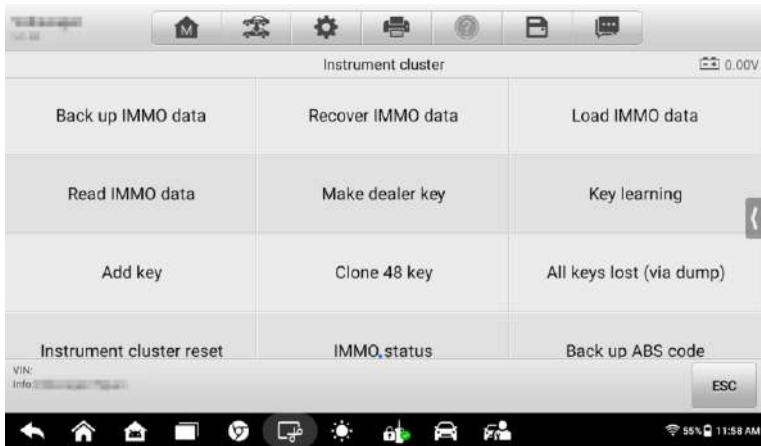 Instrument cluster 0.00V
Back up IMMO data Recover IMMO data Load IMMO data
Read IMMO data Make dealer key Key learning
Add key Clone 48 key All keys lost (via dump)
Instrument cluster reset IMMO status Back up ABS code
VIN:
Info:
ESC
55% 11:58 AM